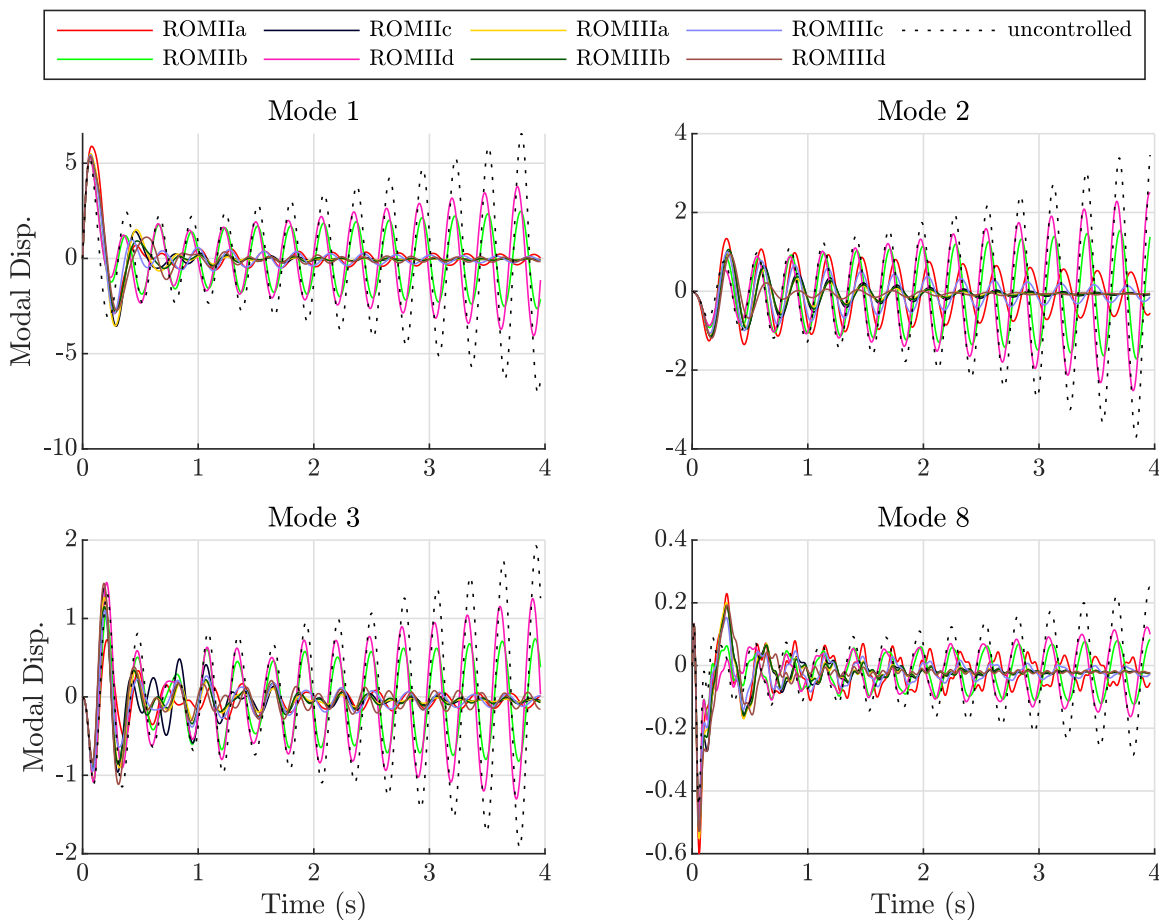 ROMIIa ROMIIc ROMIIIa ROMIIIc uncontrolled
ROMIIb ROMIId ROMIIIb ROMIIId
Mode 1 Mode 2
5
0
-5
-10
0 1 2 3 4
Modal Disp.
4
2
0
-2
-4
0 1 2 3 4
Mode 3 Mode 8
2
1
0
-1
-2
0 1 2 3 4
Modal Disp.
Time (s)
0.4
0.2
0
-0.2
-0.4
-0.6
0 1 2 3 4
Time (s)